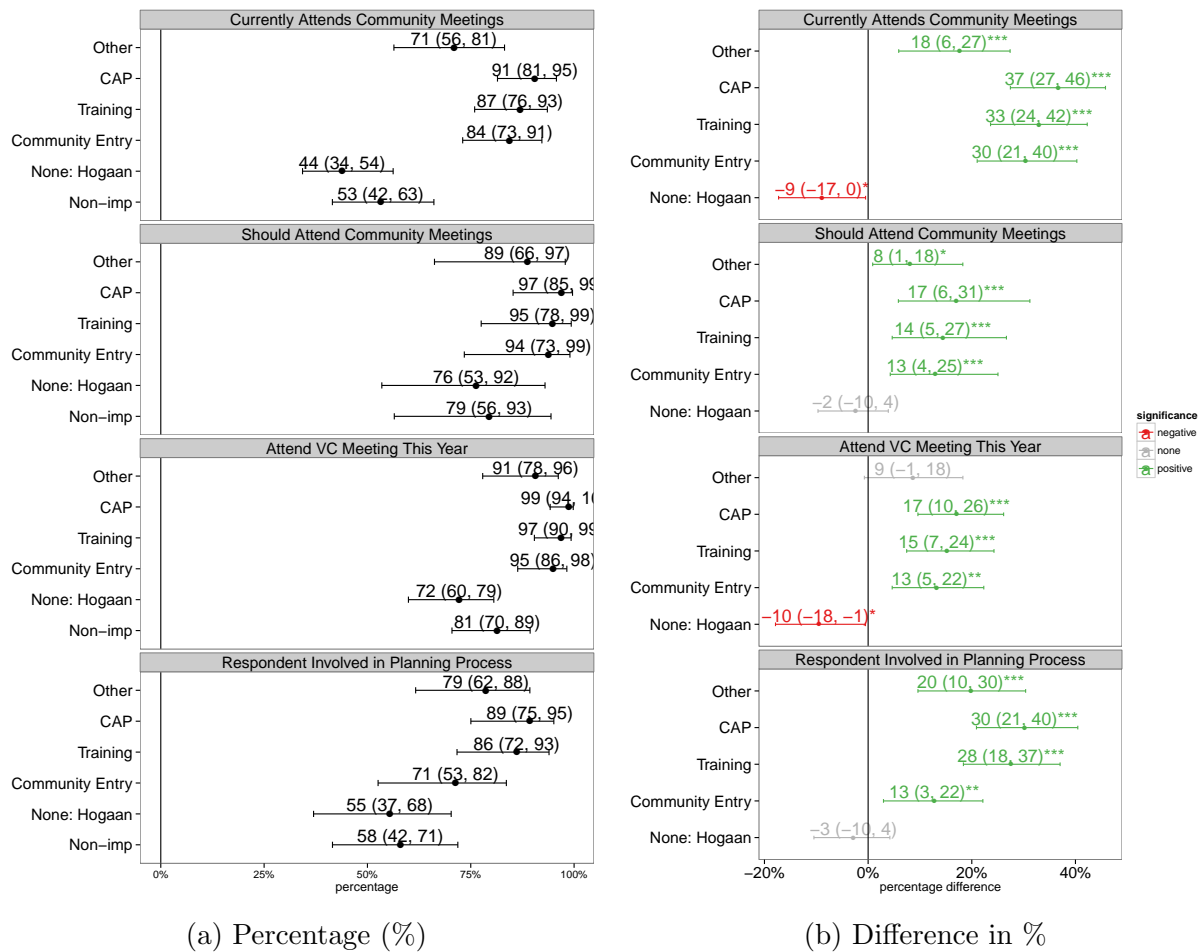 Currently Attends Community Meetings
Other 71 (56, 81)
CAP 91 (81, 95)
Training 87 (76, 93)
Community Entry 84 (73, 91)
None: Hogaan 44 (34, 54)
Non−imp 53 (42, 63)
Should Attend Community Meetings
Other 89 (66, 97)
CAP 97 (85, 99
Training 95 (78, 99)
Community Entry 94 (73, 99)
None: Hogaan 76 (53, 92)
Non−imp 79 (56, 93)
Attend VC Meeting This Year
Other 91 (78, 96)
CAP 99 (94, 10
Training 97 (90, 99
Community Entry 95 (86, 98)
None: Hogaan 72 (60, 79)
Non−imp 81 (70, 89)
Respondent Involved in Planning Process
Other 79 (62, 88)
CAP 89 (75, 95)
Training 86 (72, 93)
Community Entry 71 (53, 82)
None: Hogaan 55 (37, 68)
Non−imp 58 (42, 71)
0% 25% 50% 75% 100%
percentage
(a) Percentage (%)
Currently Attends Community Meetings
Other 18 (6, 27)***
CAP 37 (27, 46)***
Training 33 (24, 42)***
Community Entry 30 (21, 40)***
None: Hogaan −9 (−17, 0)*
Should Attend Community Meetings
Other 8 (1, 18)*
CAP 17 (6, 31)***
Training 14 (5, 27)***
Community Entry 13 (4, 25)***
None: Hogaan −2 (−10, 4)
Attend VC Meeting This Year
Other 9 (−1, 18)
CAP 17 (10, 26)***
Training 15 (7, 24)***
Community Entry 13 (5, 22)**
None: Hogaan −10 (−18, −1)*
Respondent Involved in Planning Process
Other 20 (10, 30)***
CAP 30 (21, 40)***
Training 28 (18, 37)***
Community Entry 13 (3, 22)**
None: Hogaan −3 (−10, 4)
−20% 0% 20% 40%
percentage difference
(b) Difference in %
significance
a negative
a none
a positive